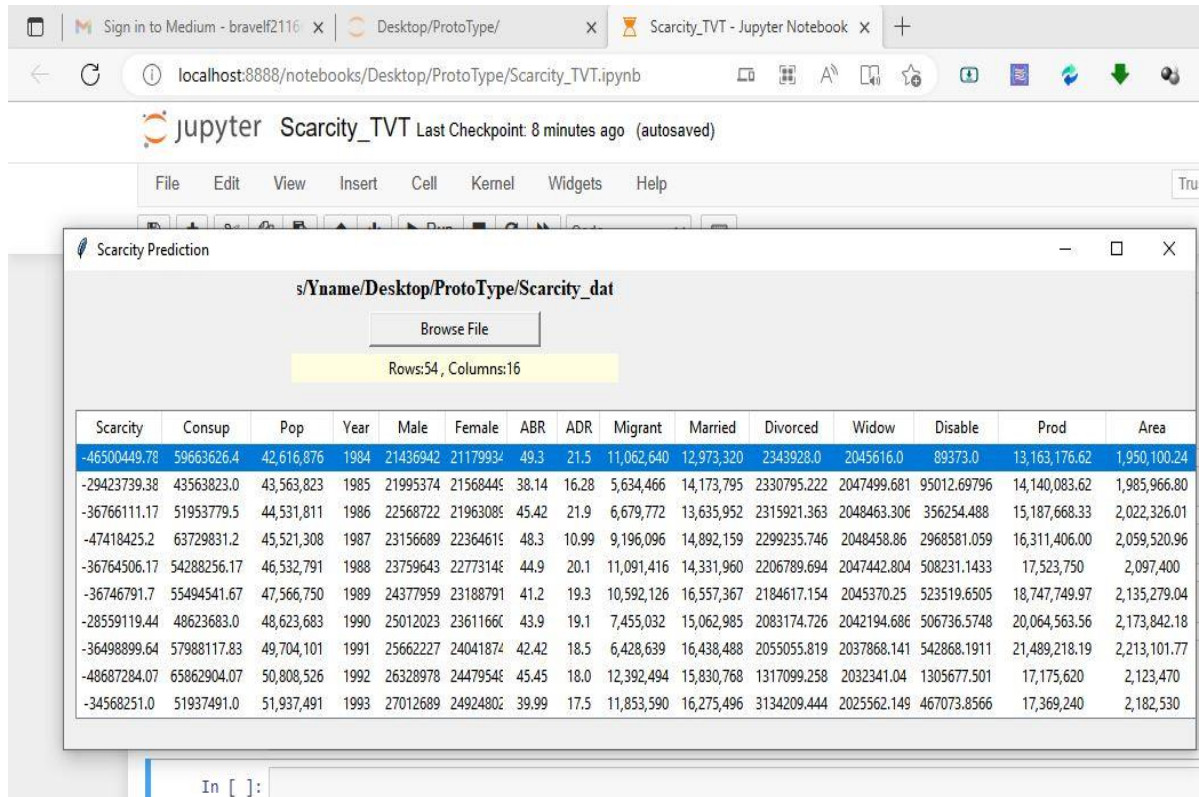 Sign in to Medium - bravelf2116 Desktop/ProtoType/ Scarcity_TVT - Jupyter Notebook
localhost:8888/notebooks/Desktop/ProtoType/Scarcity_TVT.ipynb
jupyter Scarcity_TVT Last Checkpoint: 8 minutes ago (autosaved)
File Edit View Insert Cell Kernel Widgets Help
Scarcity Prediction
s/Yname/Desktop/ProtoType/Scarcity_dat
Browse File
Rows:54 , Columns:16
Scarcity Consup Pop Year Male Female ABR ADR Migrant Married Divorced Widow Disable Prod Area
-46500449.78 59663626.4 42,616,876 1984 21436942 21179934 49.3 21.5 11,062,640 12,973,320 2343928.0 2045616.0 89373.0 13,163,176.62 1,950,100.24
-29423739.38 43563823.0 43,563,823 1985 21995374 2156844 38.14 16.28 5,634,466 14,173,795 2330795.222 2047499.681 95012.69796 14,140,083.62 1,985,966.80
-36766111.17 51953779.5 44,531,811 1986 22568722 2196308 45.42 21.9 6,679,772 13,635,952 2315921.363 2048463.306 356254.488 15,187,668.33 2,022,326.01
-47418425.2 63729831.2 45,521,308 1987 23156689 2236461 48.3 10.99 9,196,096 14,892,159 2299235.746 2048458.86 2968581.059 16,311,406.00 2,059,520.96
-36764506.17 54288256.17 46,532,791 1988 23759643 2277314 44.9 20.1 11,091,416 14,331,960 2206789.694 2047442.804 508231.1433 17,523,750 2,097,400
-36746791.7 55494541.67 47,566,750 1989 24377959 23188791 41.2 19.3 10,592,126 16,557,367 2184617.154 2045370.25 523519.6505 18,747,749.97 2,135,279.04
-28559119.44 48623683.0 48,623,683 1990 25012023 2361166 43.9 19.1 7,455,032 15,062,985 2083174.726 2042194.686 506736.5748 20,064,563.56 2,173,842.18
-36498899.64 57988117.83 49,704,101 1991 25662227 24041874 42.42 18.5 6,428,639 16,438,488 2055055.819 2037868.141 542868.1911 21,489,218.19 2,213,101.77
-48687284.07 65862904.07 50,808,526 1992 26328978 2447954 45.45 18.0 12,392,494 15,830,768 1317099.258 2032341.04 1305677.501 17,175,620 2,123,470
-34568251.0 51937491.0 51,937,491 1993 27012689 2492480 39.99 17.5 11,853,590 16,275,496 3134209.444 2025562.149 467073.8566 17,369,240 2,182,530
In [ ]: